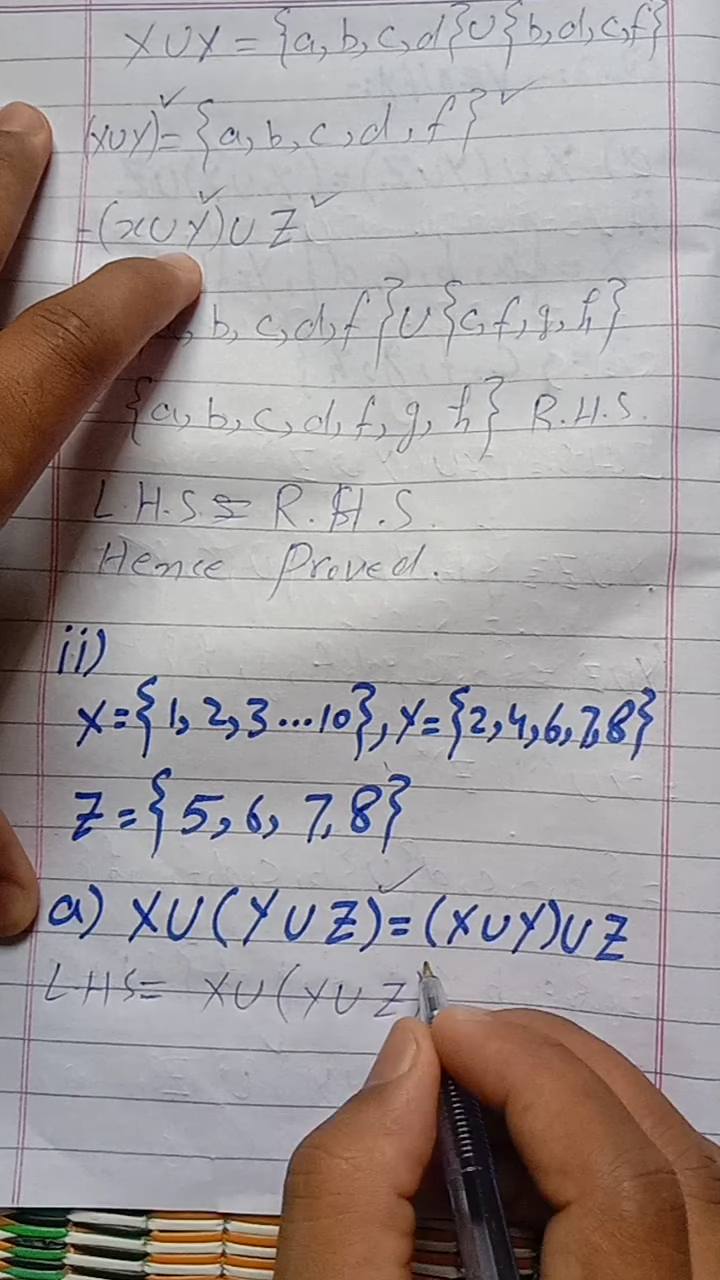 X∪Y = {a, b, c, d}∪{b, d, c, f}
(X∪Y) = {a, b, c, d, f}
(X∪Y)∪Z
b, c, d, f}∪{c, f, g, h}
= {a, b, c, d, f, g, h} R.H.S.
L.H.S = R.H.S.
Hence Proved.
ii)
X={1, 2, 3...10}, Y={2,4,6,7,8}
Z={5, 6, 7, 8}
a) X∪(Y∪Z)=(X∪Y)∪Z
LHS= X∪(Y∪Z